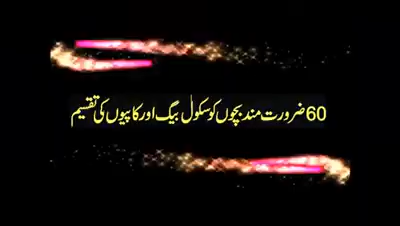 60 ضرورت مند بچوں کو سکول بیگ اور کاپیوں کی تقسیم